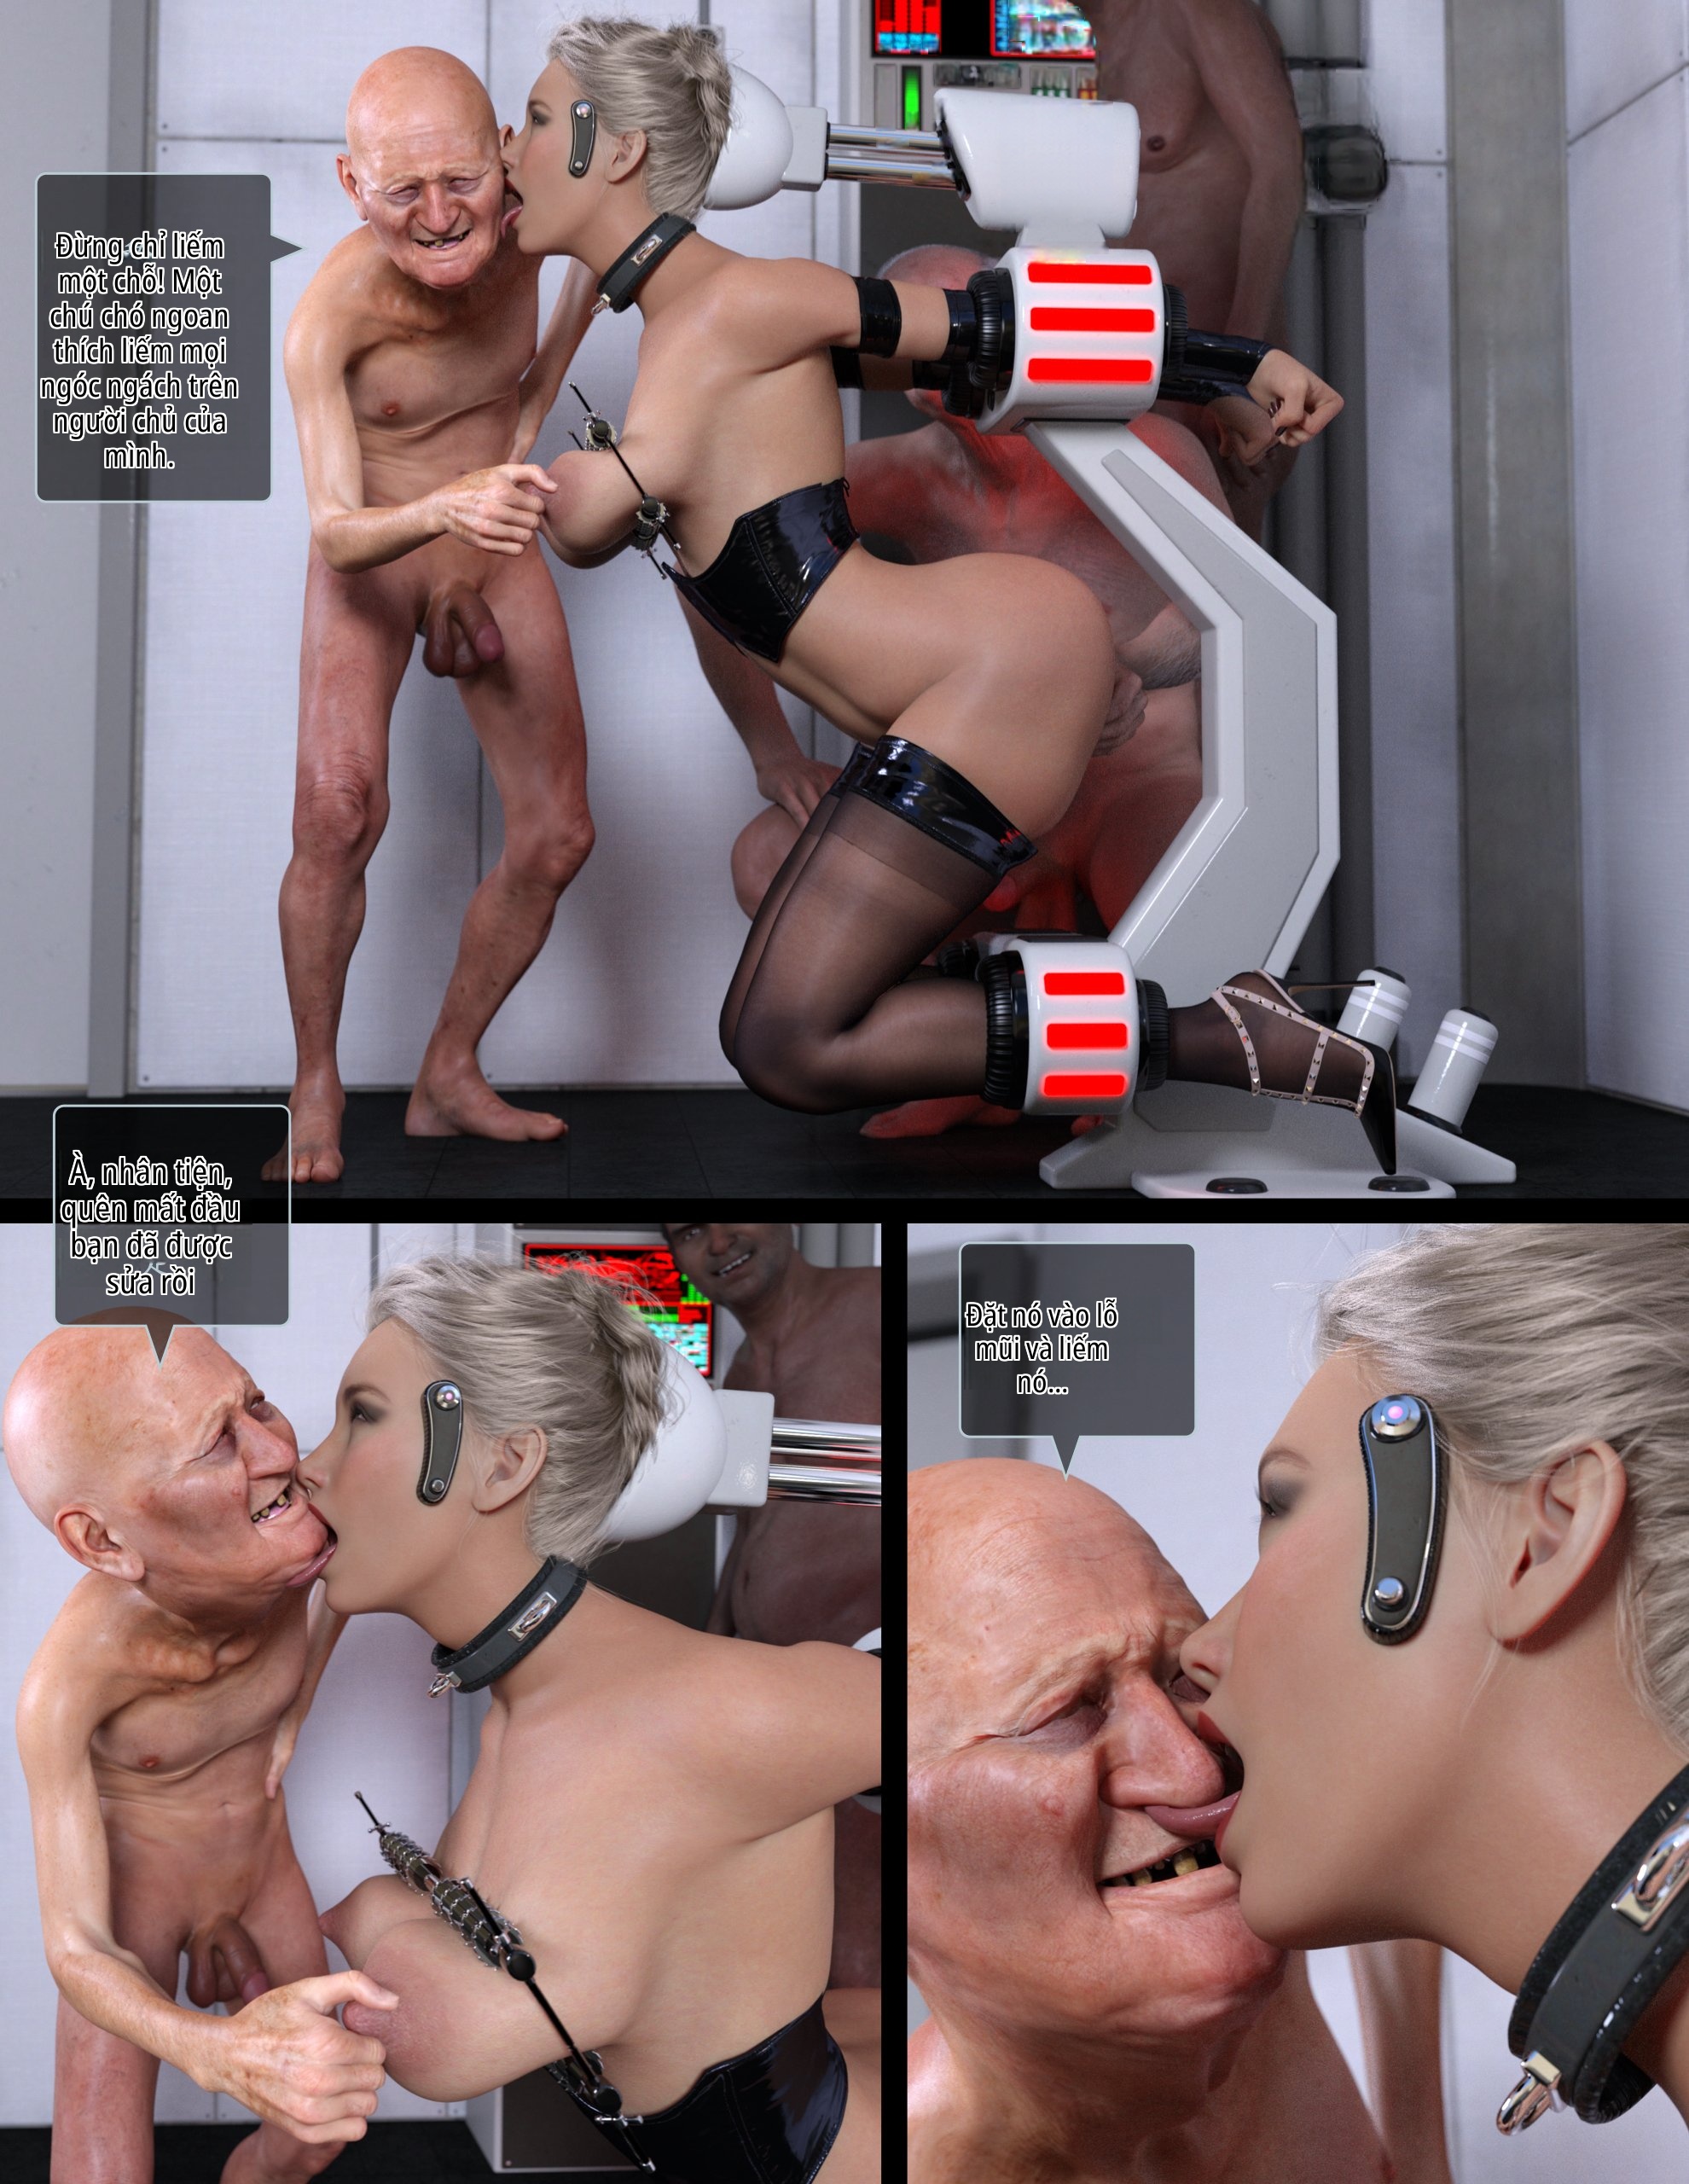 Đừng chỉ liếm
một chỗ! Một
chú chó ngoan
thích liếm mọi
ngóc ngách trên
người chủ của
mình.
À, nhân tiện,
quên mất đầu
bạn đã được
sửa rồi
Đặt nó vào lỗ
mũi và liếm
nó...